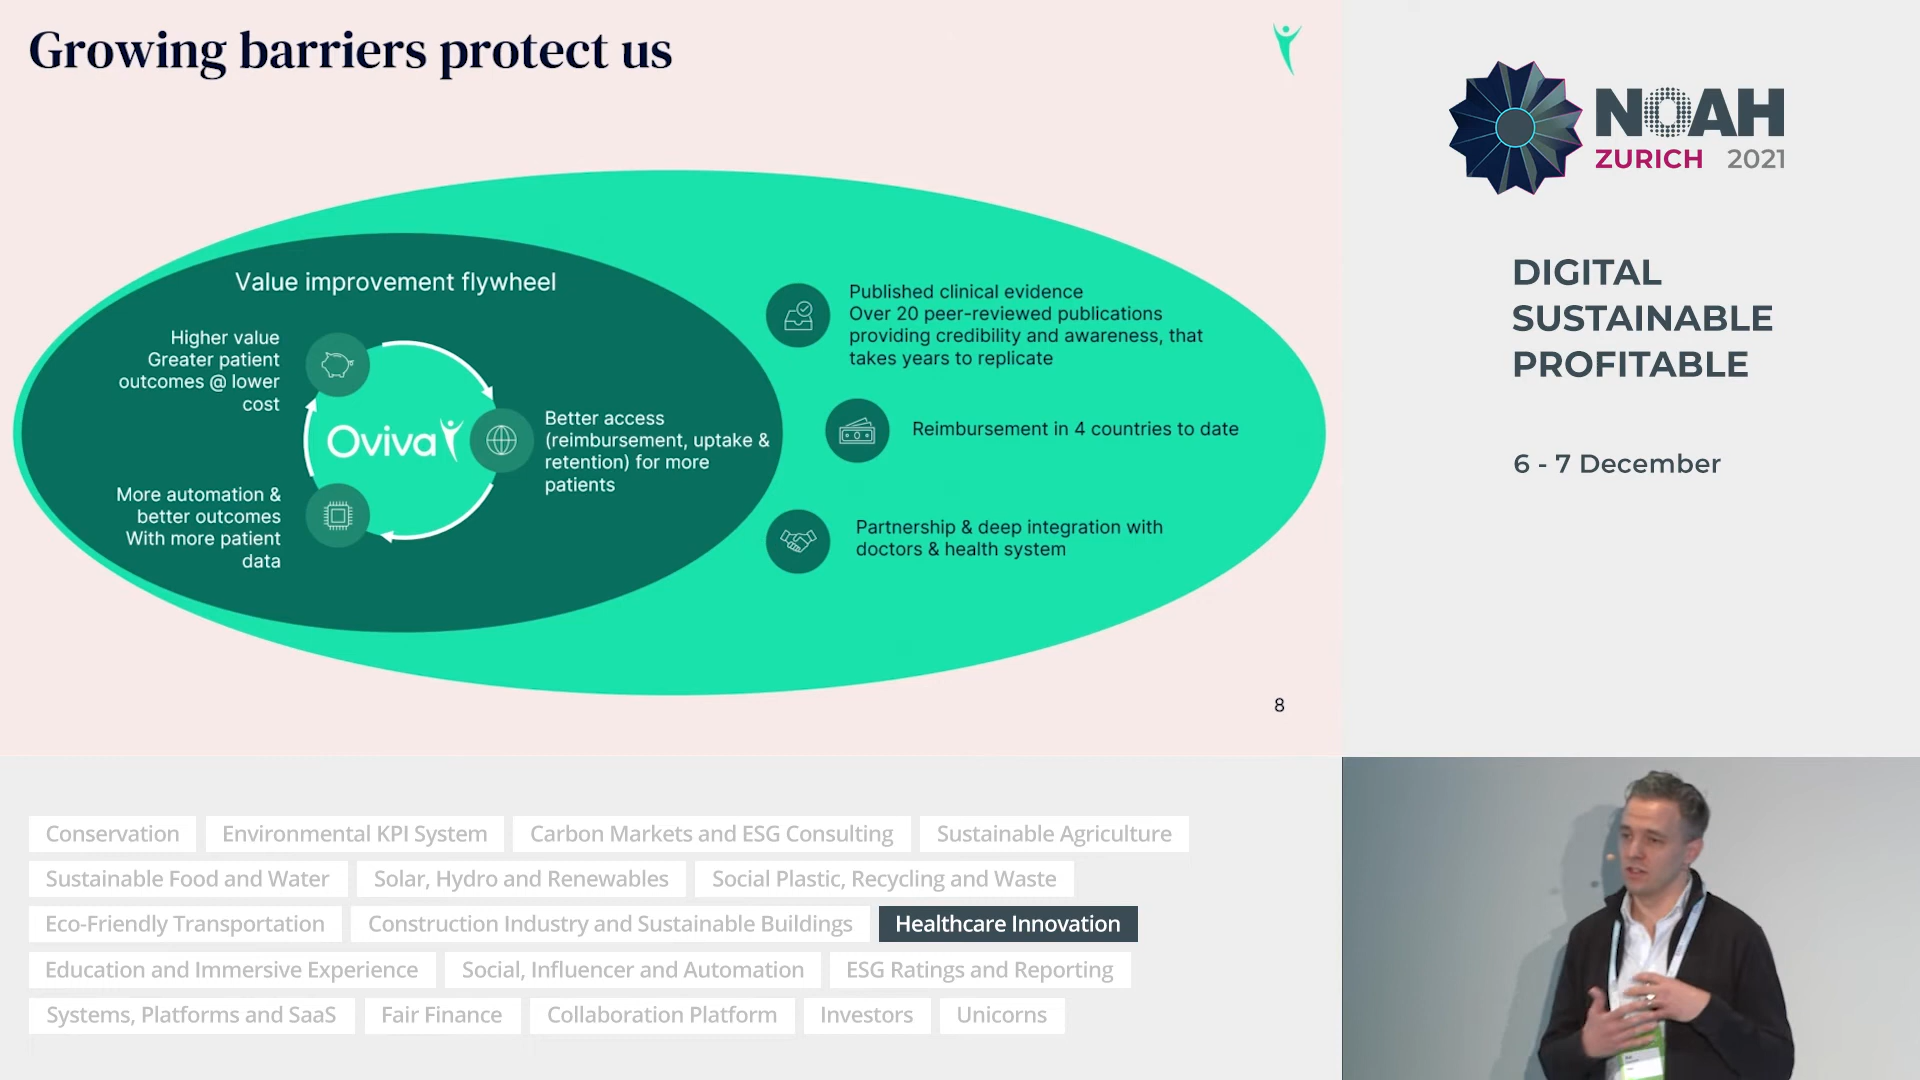 Growing barriers protect us
Value improvement flywheel
Higher value
Greater patient
outcomes @ lower
cost
Oviva
Better access
(reimbursement, uptake &
retention) for more
patients
More automation &
better outcomes
With more patient
data
Published clinical evidence
Over 20 peer-reviewed publications
providing credibility and awareness, that
takes years to replicate
Reimbursement in 4 countries to date
Partnership & deep integration with
doctors & health system
8
NOAH
ZURICH 2021
DIGITAL
SUSTAINABLE
PROFITABLE
6 - 7 December
Conservation Environmental KPI System Carbon Markets and ESG Consulting Sustainable Agriculture
Sustainable Food and Water Solar, Hydro and Renewables Social Plastic, Recycling and Waste
Eco-Friendly Transportation Construction Industry and Sustainable Buildings Healthcare Innovation
Education and Immersive Experience Social, Influencer and Automation ESG Ratings and Reporting
Systems, Platforms and SaaS Fair Finance Collaboration Platform Investors Unicorns